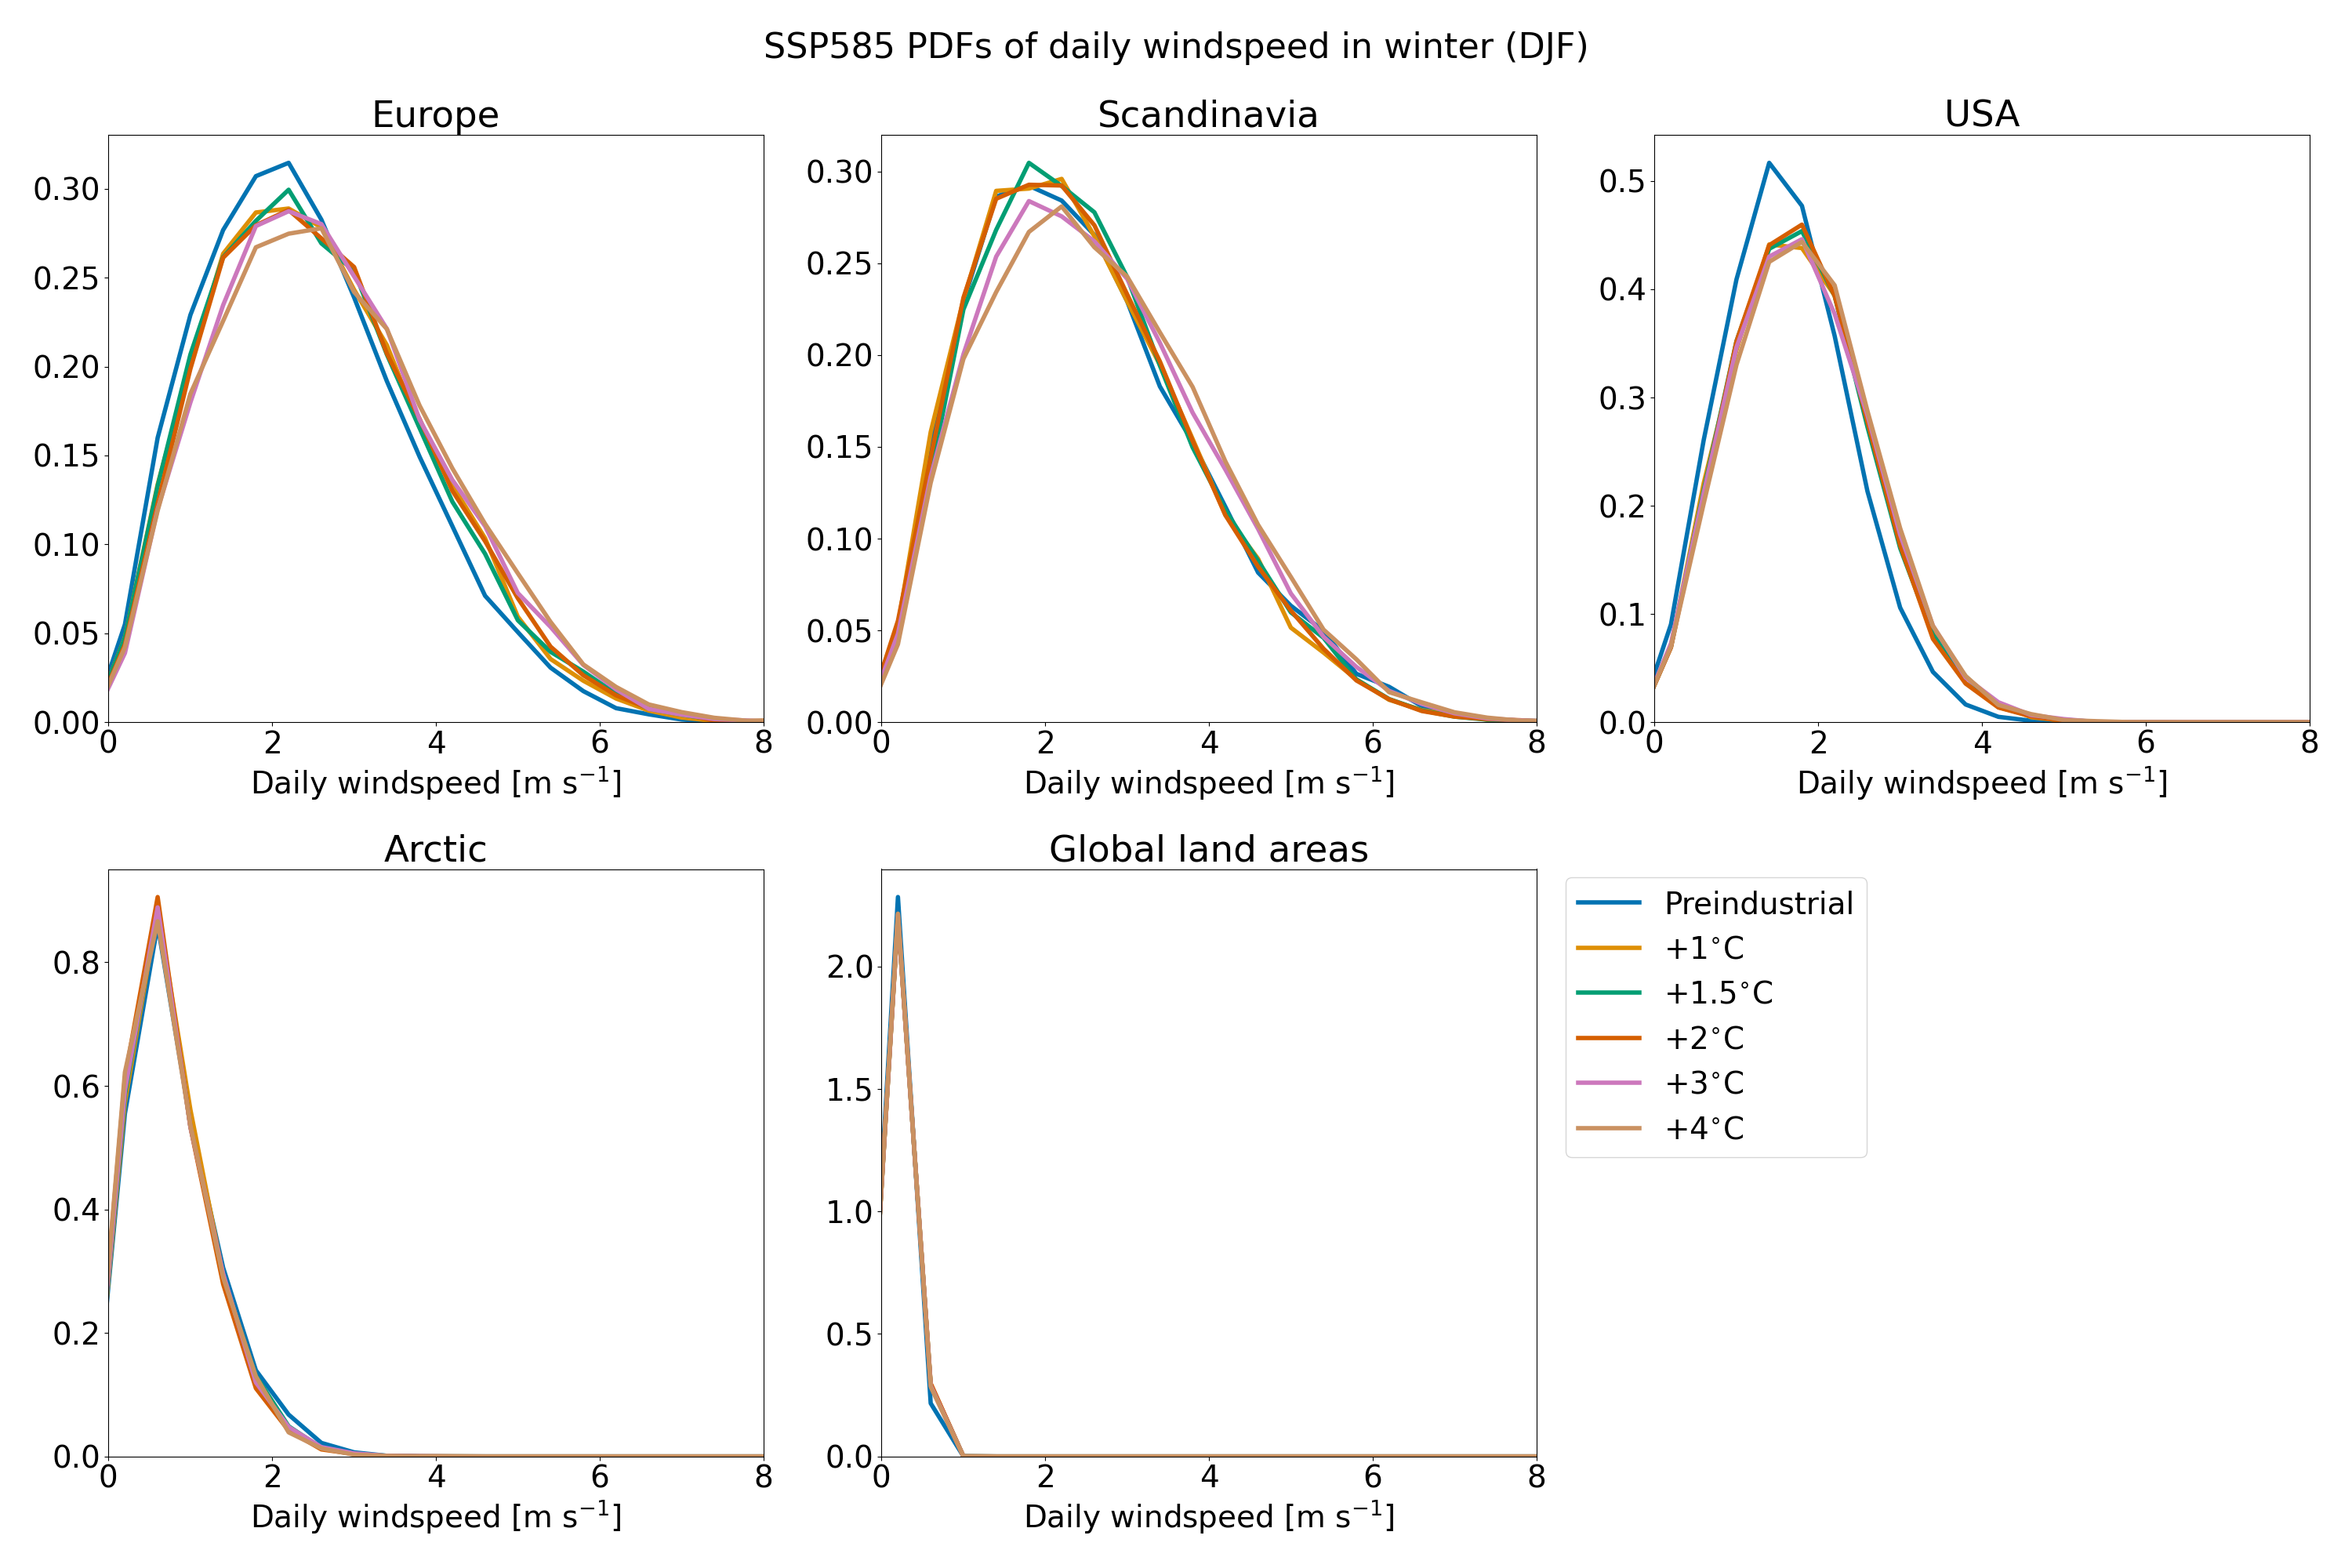 SSP585 PDFs of daily windspeed in winter (DJF)
Europe
0.30
0.25
0.20
0.15
0.10
0.05
0.00
0 2 4 6 8
Daily windspeed [m s⁻¹]
Scandinavia
0.30
0.25
0.20
0.15
0.10
0.05
0.00
0 2 4 6 8
Daily windspeed [m s⁻¹]
USA
0.5
0.4
0.3
0.2
0.1
0.0
0 2 4 6 8
Daily windspeed [m s⁻¹]
Arctic
0.8
0.6
0.4
0.2
0.0
0 2 4 6 8
Daily windspeed [m s⁻¹]
Global land areas
2.0
1.5
1.0
0.5
0.0
0 2 4 6 8
Daily windspeed [m s⁻¹]
Preindustrial
+1°C
+1.5°C
+2°C
+3°C
+4°C